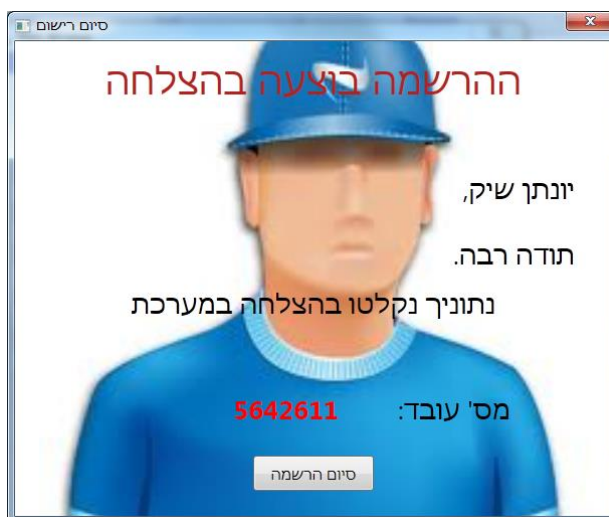 סיום רישום
ההרשמה בוצעה בהצלחה
יונתן שיק,
תודה רבה.
נתוניך נקלטו בהצלחה במערכת
מס' עובד: 5642611
סיום הרשמה